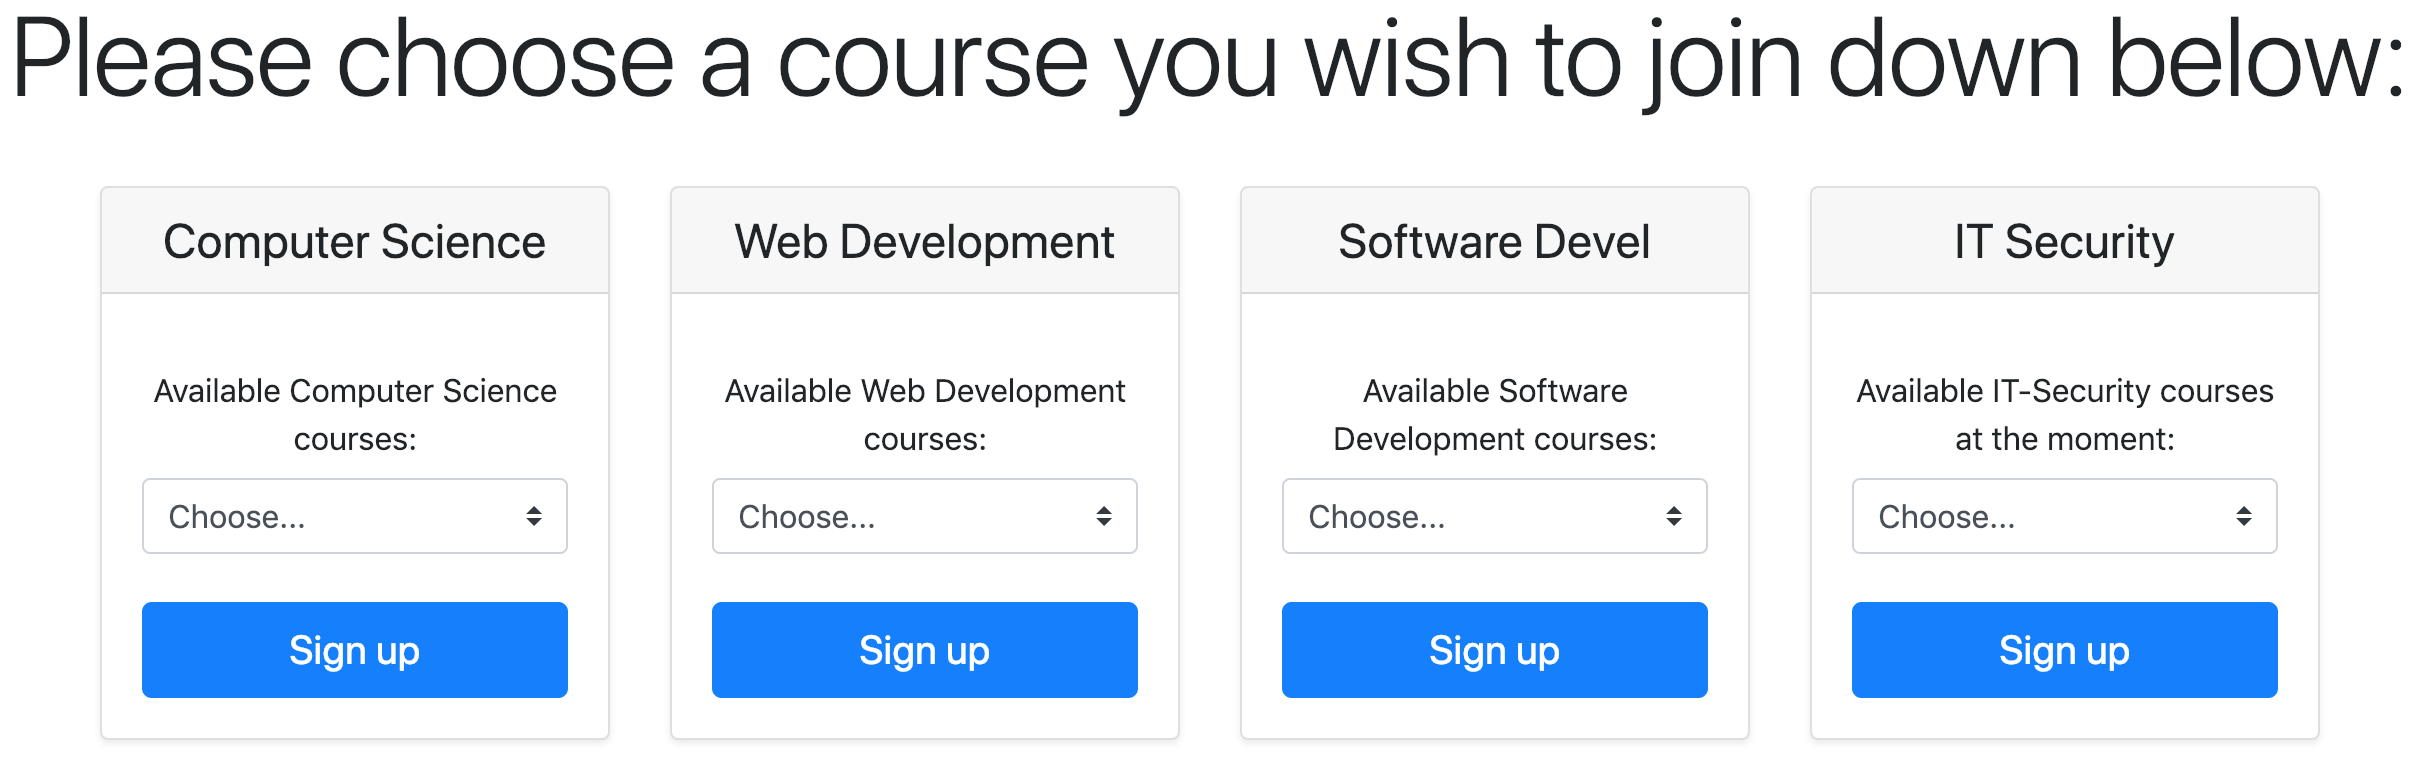 Please choose a course you wish to join down below:
Computer Science
Available Computer Science
courses:
Choose...
Sign up
Web Development
Available Web Development
courses:
Choose...
Sign up
Software Devel
Available Software
Development courses:
Choose...
Sign up
IT Security
Available IT-Security courses
at the moment:
Choose...
Sign up